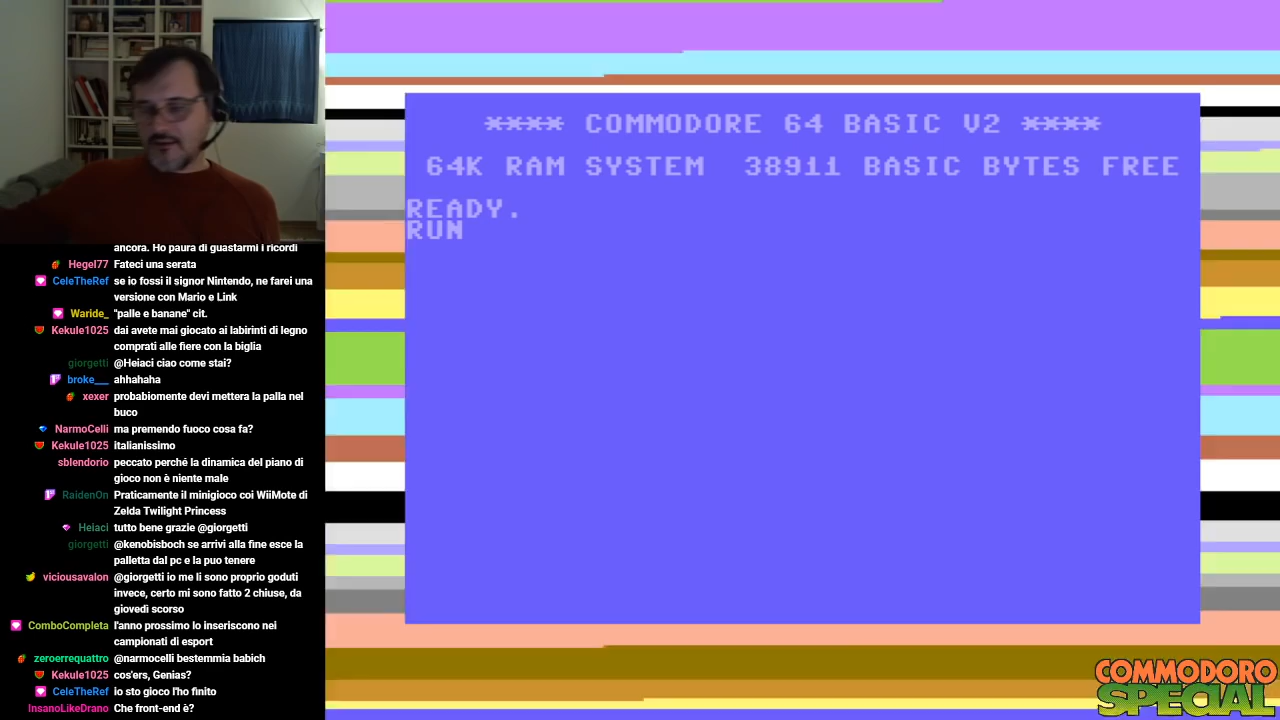 ancora. Ho paura di guastarmi i ricordi
Hegel77 Fateci una serata
CeleTheRef se io fossi il signor Nintendo, ne farei una
versione con Mario e Link
Waride_ "palle e banane" cit.
Kekule1025 dai avete mai giocato ai labirinti di legno
comprati alle fiere con la biglia
giorgetti @Heiaci ciao come stai?
broke___ ahhahaha
xexer probabiomente devi mettera la palla nel
buco
NarmoCelli ma premendo fuoco cosa fa?
Kekule1025 italianissimo
sblendorio peccato perché la dinamica del piano di
gioco non è niente male
RaidenOn Praticamente il minigioco coi WiiMote di
Zelda Twilight Princess
Heiaci tutto bene grazie @giorgetti
giorgetti @kenobisboch se arrivi alla fine esce la
palletta dal pc e la puo tenere
viciousavalon @giorgetti io me li sono proprio goduti
invece, certo mi sono fatto 2 chiuse, da
giovedì scorso
ComboCompleta l'anno prossimo lo inseriscono nei
campionati di esport
zeroerrequattro @narmocelli bestemmia babich
Kekule1025 cos'ers, Genias?
CeleTheRef io sto gioco l'ho finito
InsanoLikeDrano Che front-end è?
**** COMMODORE 64 BASIC V2 ****
64K RAM SYSTEM 38911 BASIC BYTES FREE
READY.
RUN
COMMODORO
SPECIAL